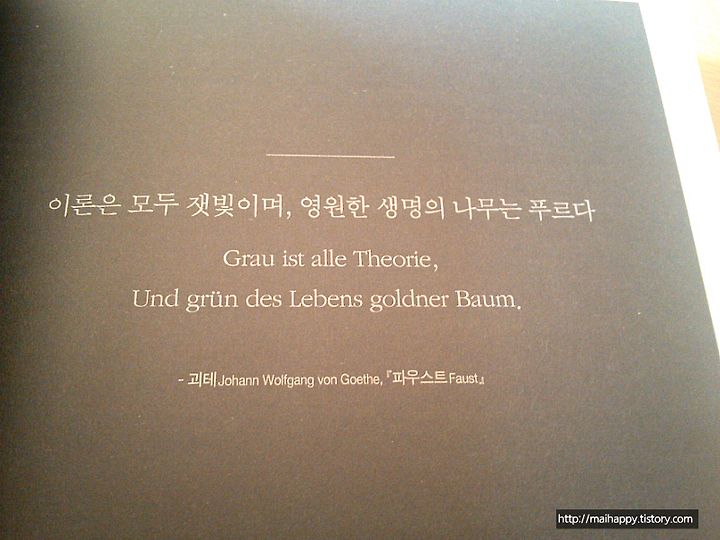 이론은 모두 잿빛이며, 영원한 생명의 나무는 푸르다
Grau ist alle Theorie,
Und grün des Lebens goldner Baum.
- 괴테 Johann Wolfgang von Goethe, 『파우스트 Faust』
http://maihappy.tistory.com